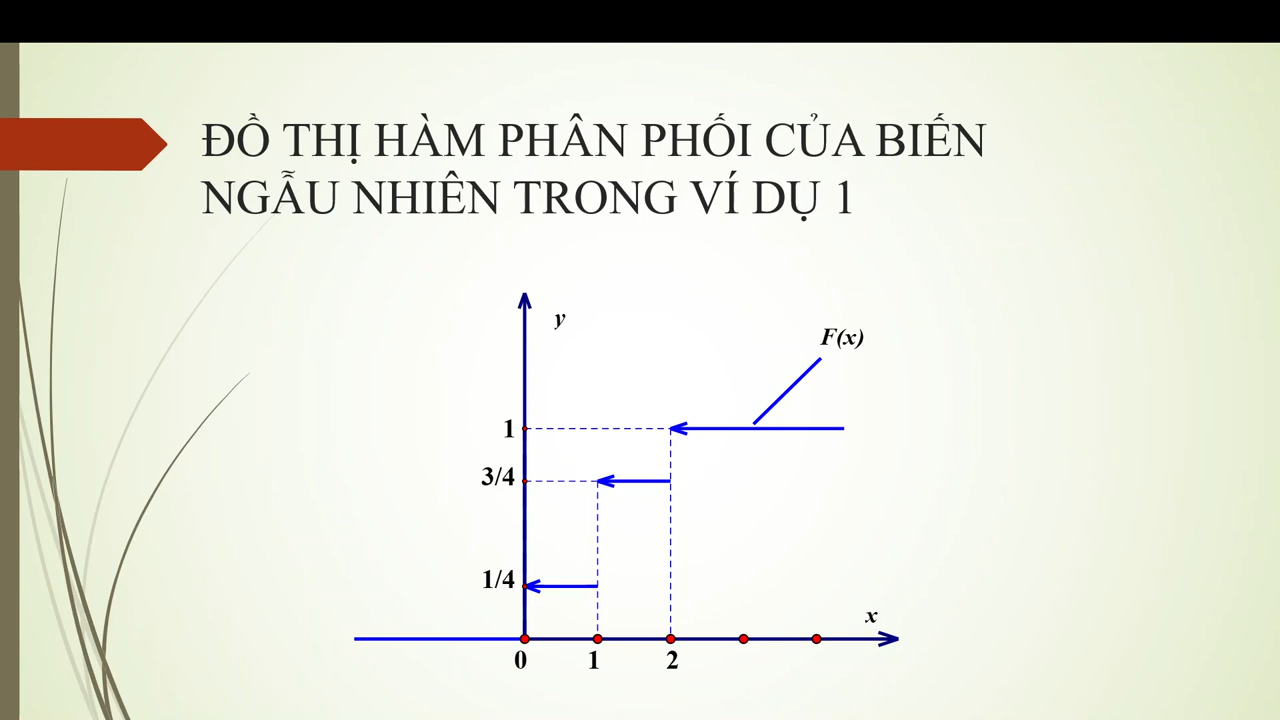 ĐỒ THỊ HÀM PHÂN PHỐI CỦA BIẾN
NGẪU NHIÊN TRONG VÍ DỤ 1
y
F(x)
1
3/4
1/4
x
0 1 2